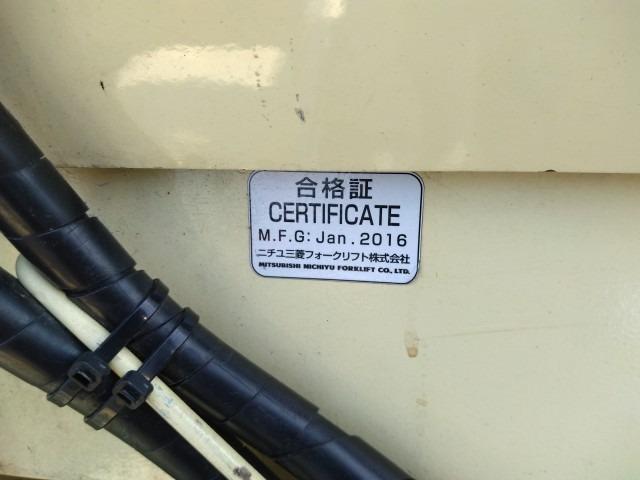 合格証
CERTIFICATE
M.F.G: Jan. 2016
ニチユ三菱フォークリフト株式会社
MITSUBISHI NICHIYU FORKLIFT CO., LTD.